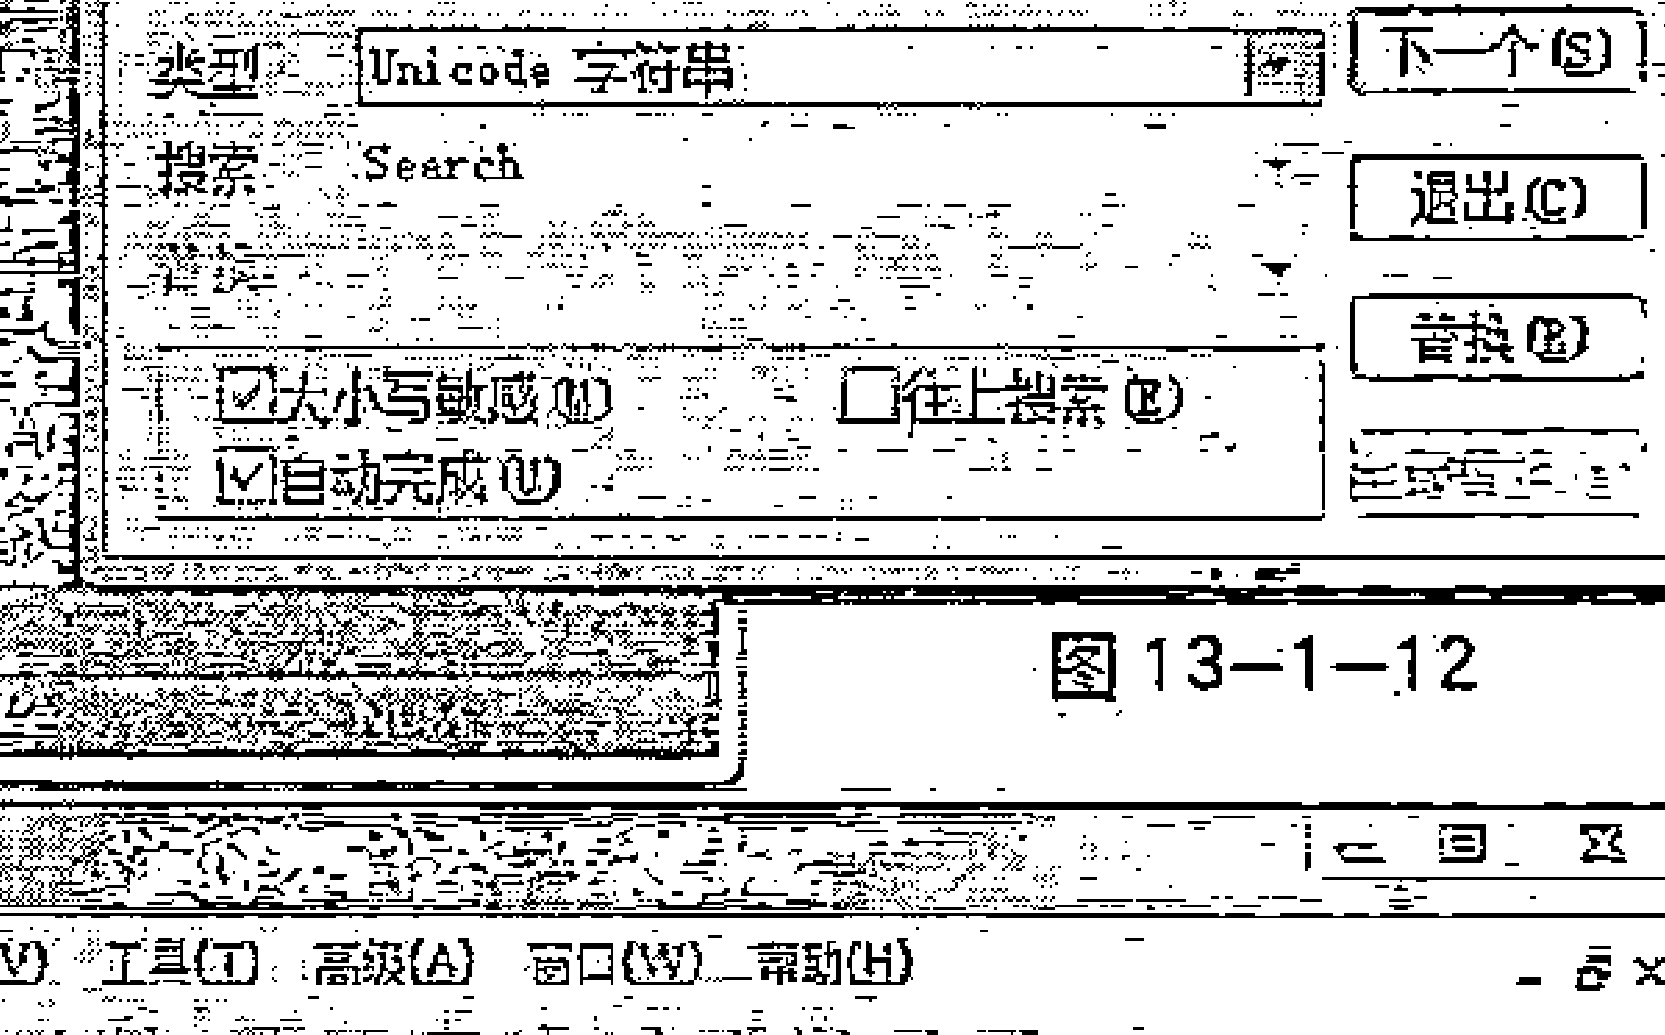 类型 Unicode 字符串 下一个(S)
搜索 Search 退出(C)
替换(R)
大小写敏感(M) 往上搜索(E)
自动完成(U)
图 13-1-12
(V) 工具(T) 高级(A) 窗口(W) 帮助(H)